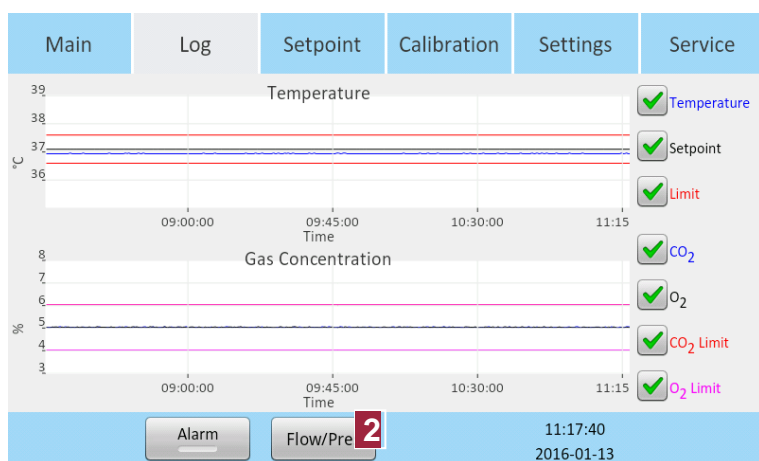 Main Log Setpoint Calibration Settings Service
Temperature
39
38
37
36
°C
09:00:00 09:45:00 10:30:00 11:15
Time
Temperature
Setpoint
Limit
Gas Concentration
8
7
6
5
4
3
%
09:00:00 09:45:00 10:30:00 11:15
Time
CO2
O2
CO2 Limit
O2 Limit
Alarm
Flow/Pre 2
11:17:40
2016-01-13